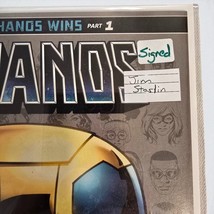 HANOS WINS PART 1
HANOS
Signed
Jim
Starlin